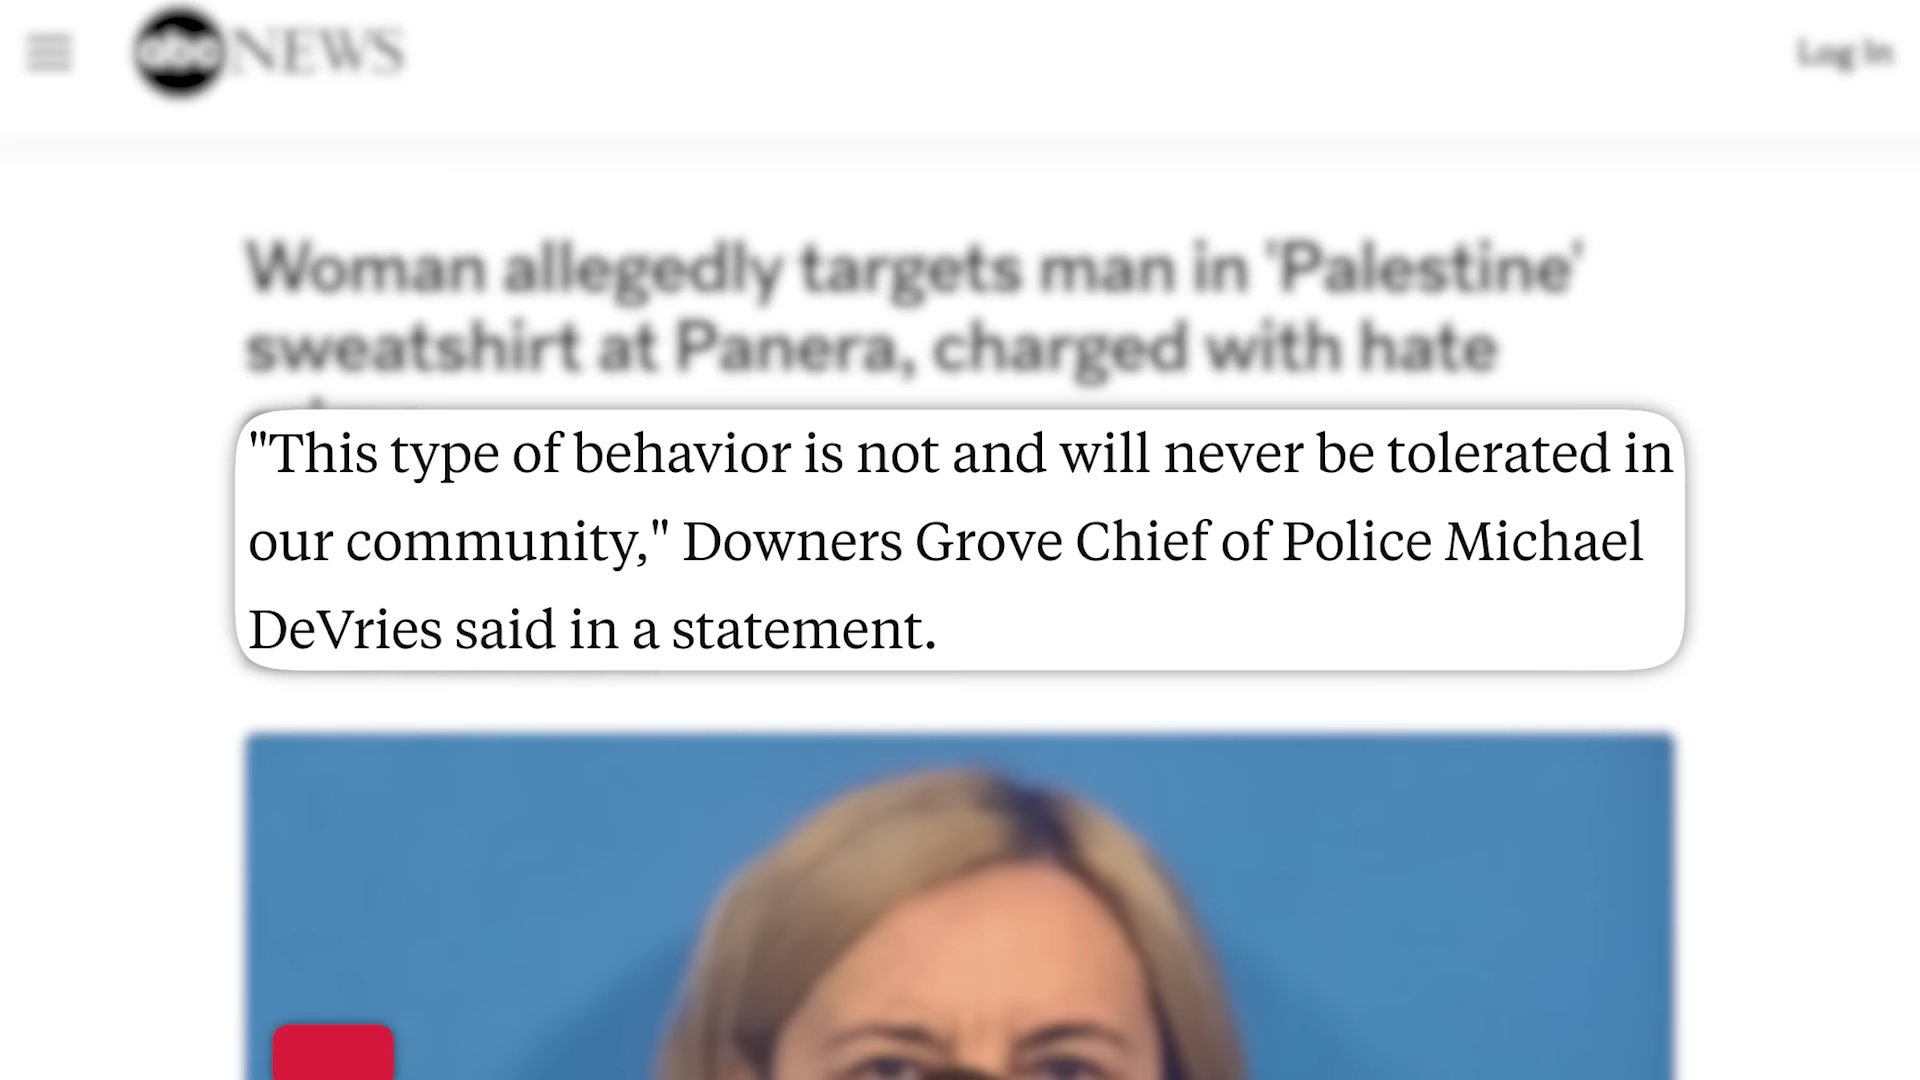 abc NEWS
Log In
Woman allegedly targets man in 'Palestine'
sweatshirt at Panera, charged with hate
"This type of behavior is not and will never be tolerated in
our community," Downers Grove Chief of Police Michael
DeVries said in a statement.